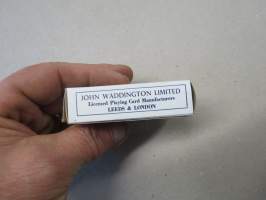 JOHN WADDINGTON LIMITED
Licensed Playing Card Manufacturers
LEEDS & LONDON